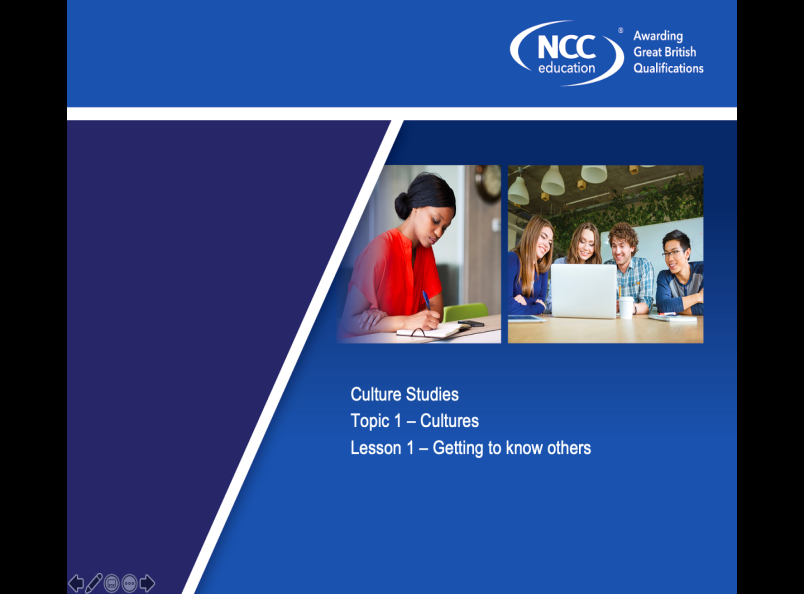 NCC
education
®
Awarding
Great British
Qualifications
Culture Studies
Topic 1 – Cultures
Lesson 1 – Getting to know others